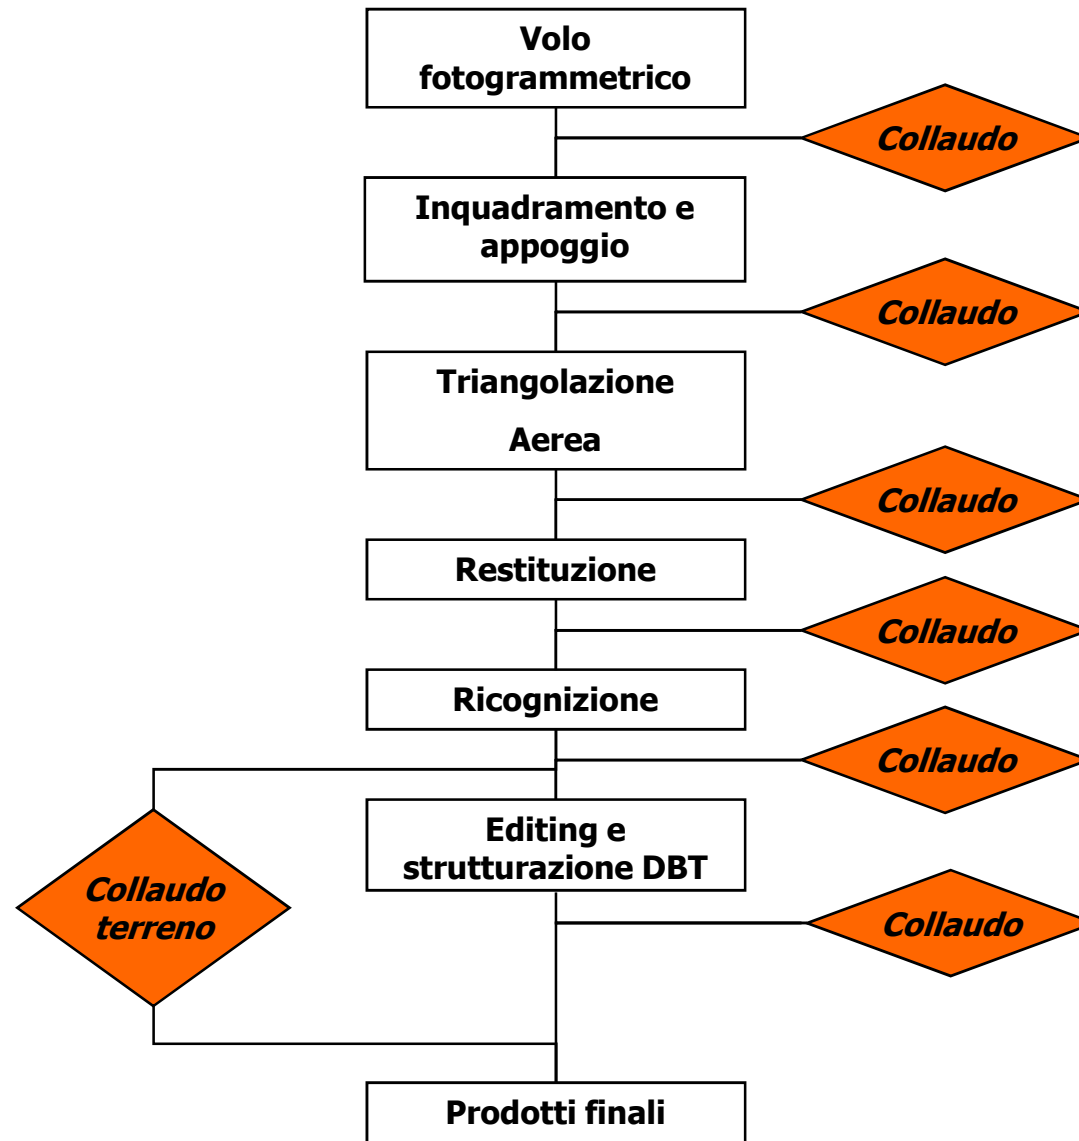 Volo
fotogrammetrico
Collaudo
Inquadramento e
appoggio
Collaudo
Triangolazione
Aerea
Collaudo
Restituzione
Collaudo
Ricognizione
Collaudo
Editing e
strutturazione DBT
Collaudo
terreno
Collaudo
Prodotti finali